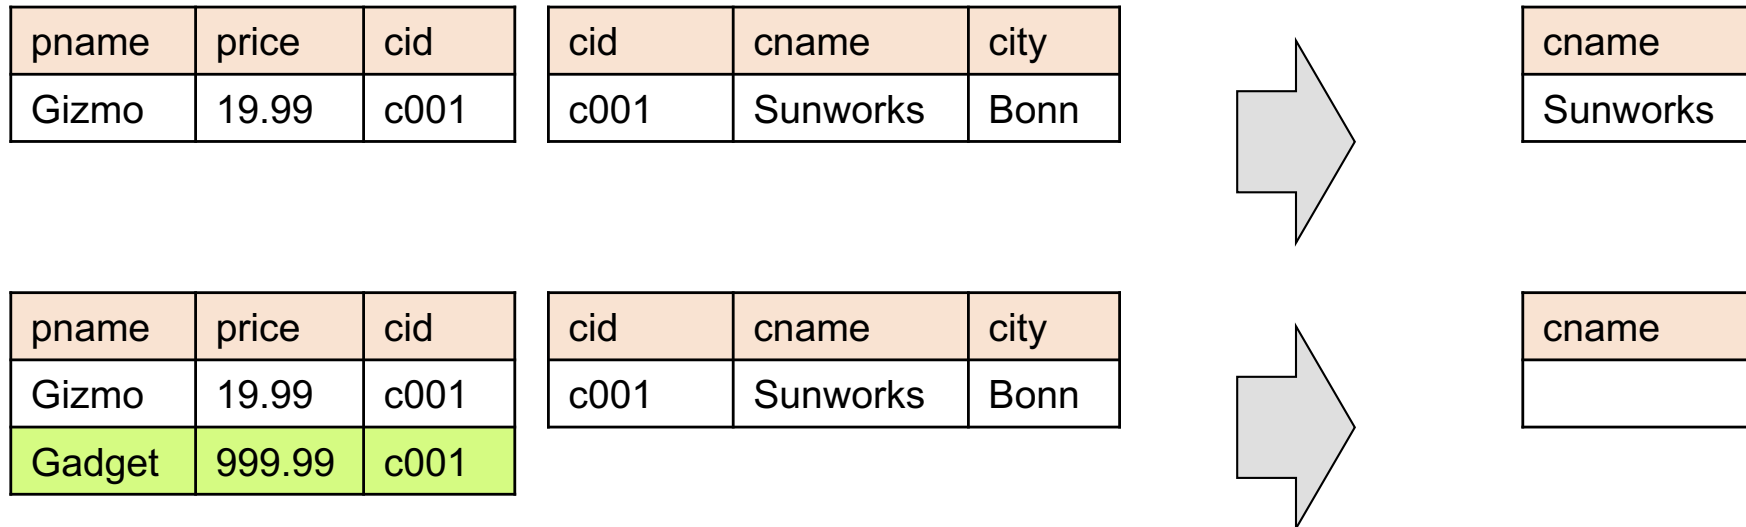 pname price cid cid cname city cname
Gizmo 19.99 c001 c001 Sunworks Bonn Sunworks
pname price cid cid cname city cname
Gizmo 19.99 c001 c001 Sunworks Bonn
Gadget 999.99 c001